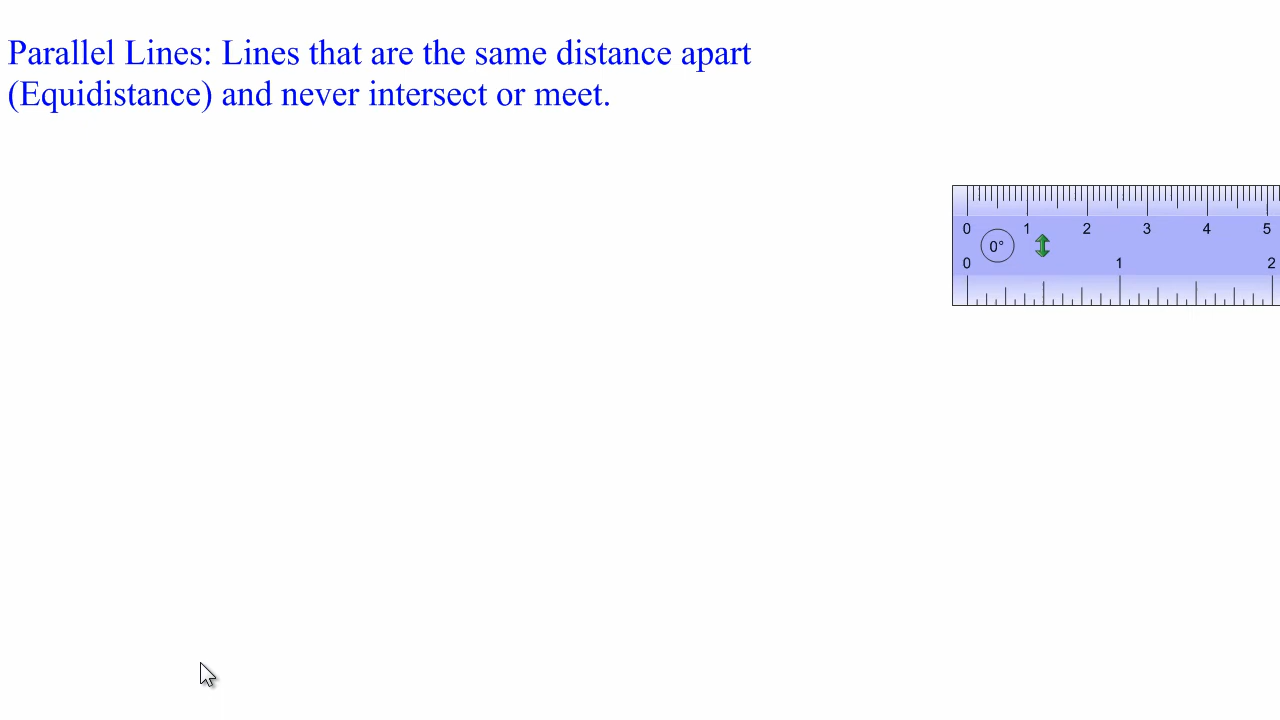 Parallel Lines: Lines that are the same distance apart
(Equidistance) and never intersect or meet.
0 1 2 3 4 5
0°
0 1 2